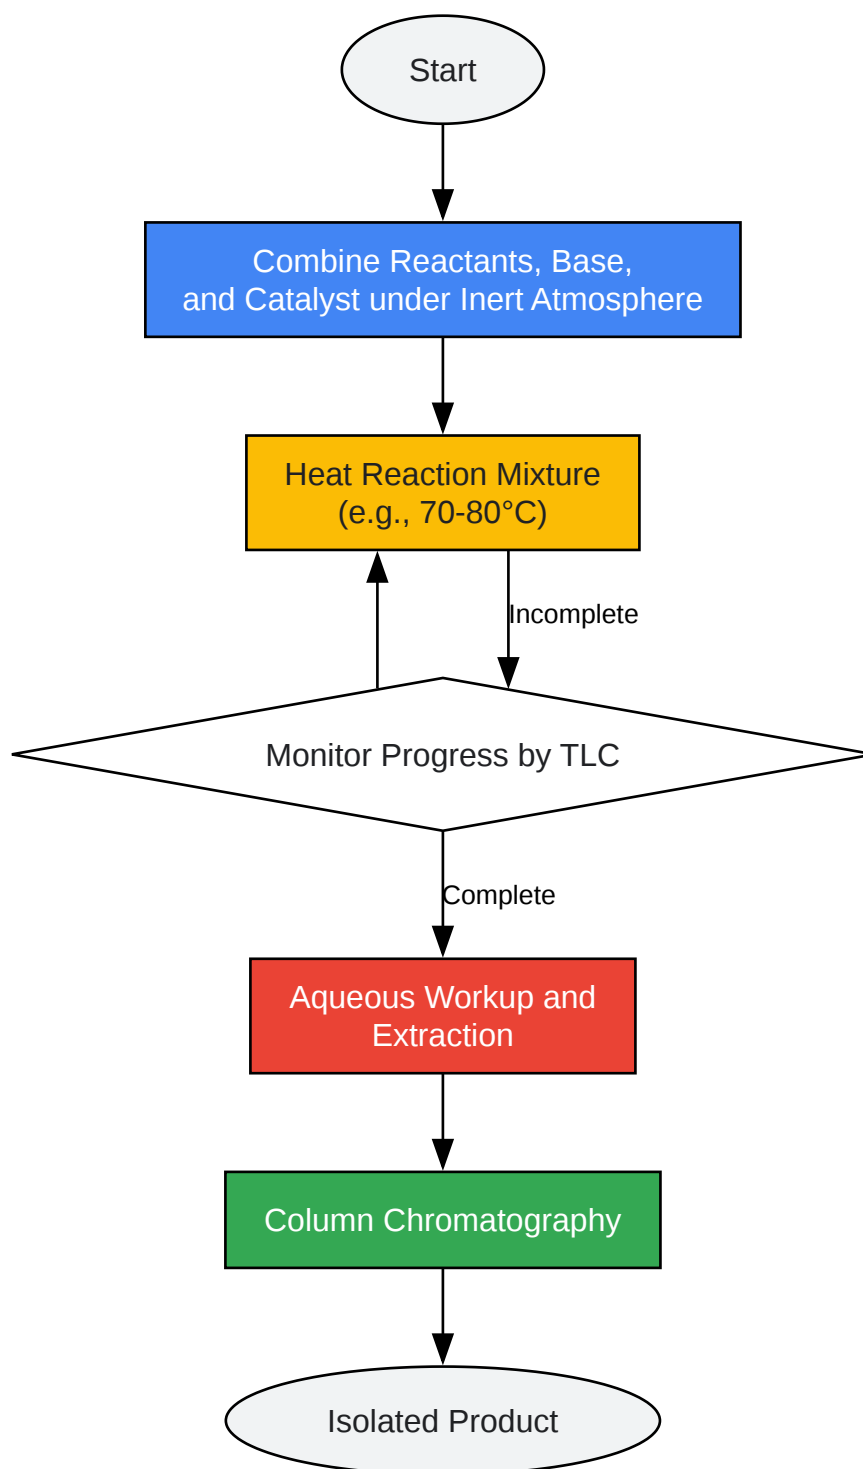 Start
Combine Reactants, Base,
and Catalyst under Inert Atmosphere
Heat Reaction Mixture
(e.g., 70-80°C)
Incomplete
Monitor Progress by TLC
Complete
Aqueous Workup and
Extraction
Column Chromatography
Isolated Product